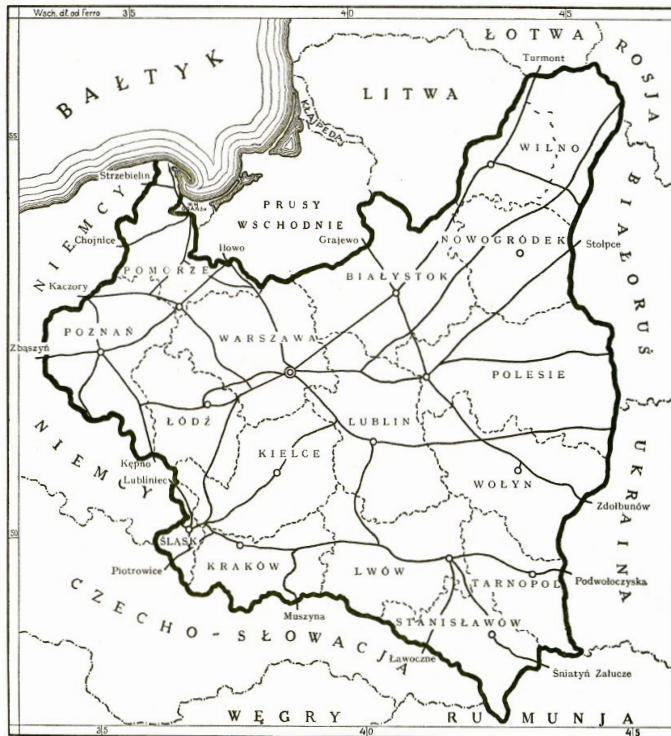 Wsch. dł. od Ferro
35
40
45
ŁOTWA
Turmont
ROSJA
BAŁTYK
LITWA
KŁAJPEDA
55
WILNO
Strzebielin
PRUSY
WSCHODNIE
NIEMCY
BIAŁORUŚ
Chojnice
Iłowo
Grajewo
NOWOGRÓDEK
Stołpce
POMORZE
BIAŁYSTOK
Kaczory
POZNAŃ
WARSZAWA
Zbąszyń
POLESIE
ŁÓDŹ
LUBLIN
NIEMCY
KIELCE
UKRAINA
Kępno
Lubliniec
WOŁYŃ
Zdołbunów
50
ŚLĄSK
Piotrowice
KRAKÓW
LWÓW
TARNOPOL
Podwołoczyska
Muszyna
CZECHO-SŁOWACJA
STANISŁAWÓW
Ławoczne
Śniatyń Załucze
WĘGRY
RUMUNJA
35
40
45